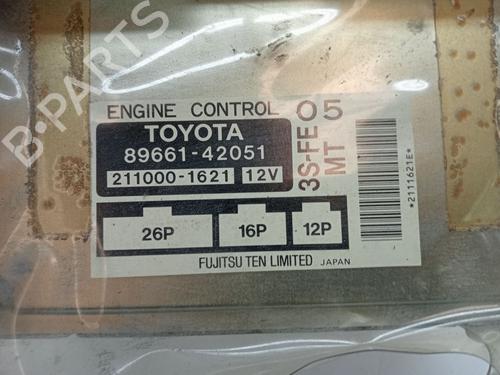 B-PARTS
ENGINE CONTROL 05
TOYOTA
89661-42051
211000-1621 12V
3S-FE
MT
26P 16P 12P
*2111621E*
FUJITSU TEN LIMITED JAPAN